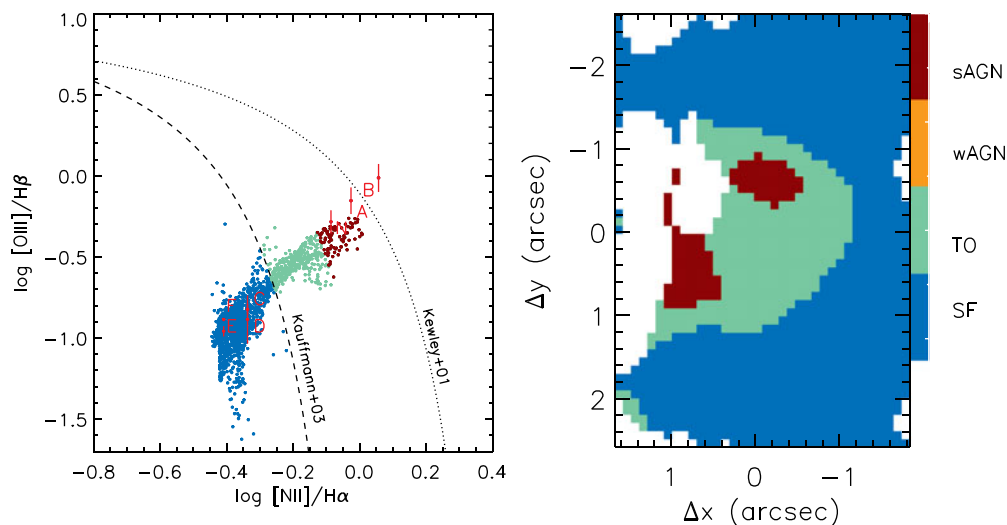 1.0
0.5
0.0
−0.5
−1.0
−1.5
log [OIII]/Hβ
−0.8
−0.6
−0.4
−0.2
0.0
0.2
0.4
log [NII]/Hα
Kauffmann+03
Kewley+01
B
A
N
C
F
E
D
−2
−1
0
1
2
Δy (arcsec)
1
0
−1
Δx (arcsec)
sAGN
wAGN
TO
SF